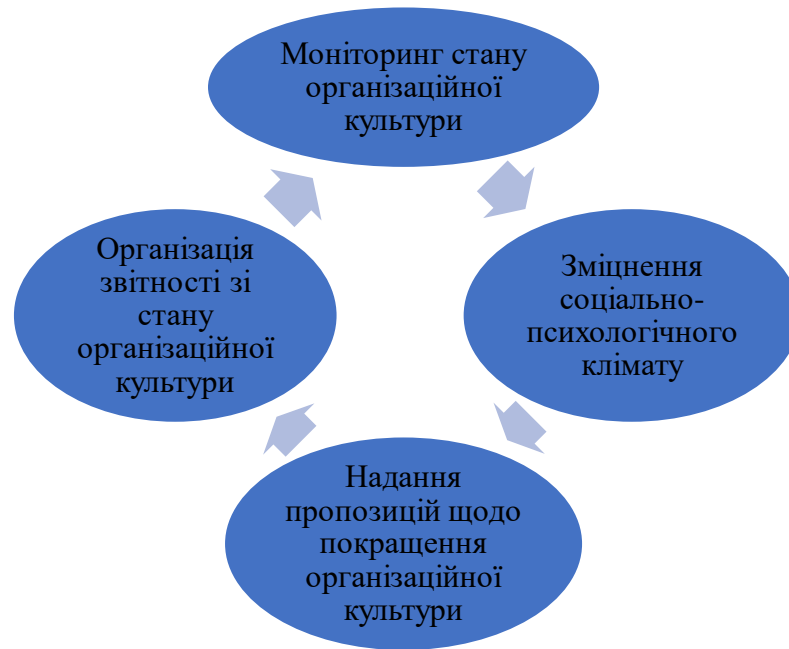 Моніторинг стану
організаційної
культури
Зміцнення
соціально-
психологічного
клімату
Надання
пропозицій щодо
покращення
організаційної
культури
Організація
звітності зі
стану
організаційної
культури